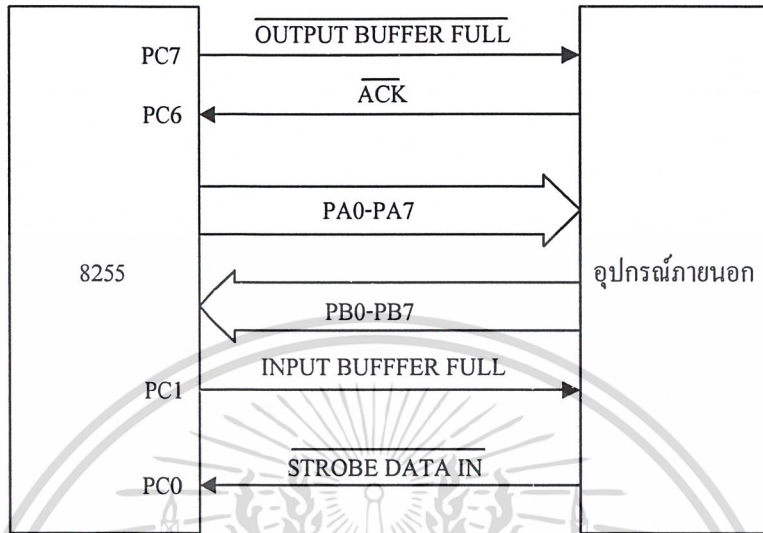 OUTPUT BUFFER FULL
PC7
ACK
PC6
PA0-PA7
8255
อุปกรณ์ภายนอก
PB0-PB7
INPUT BUFFFER FULL
PC1
STROBE DATA IN
PC0